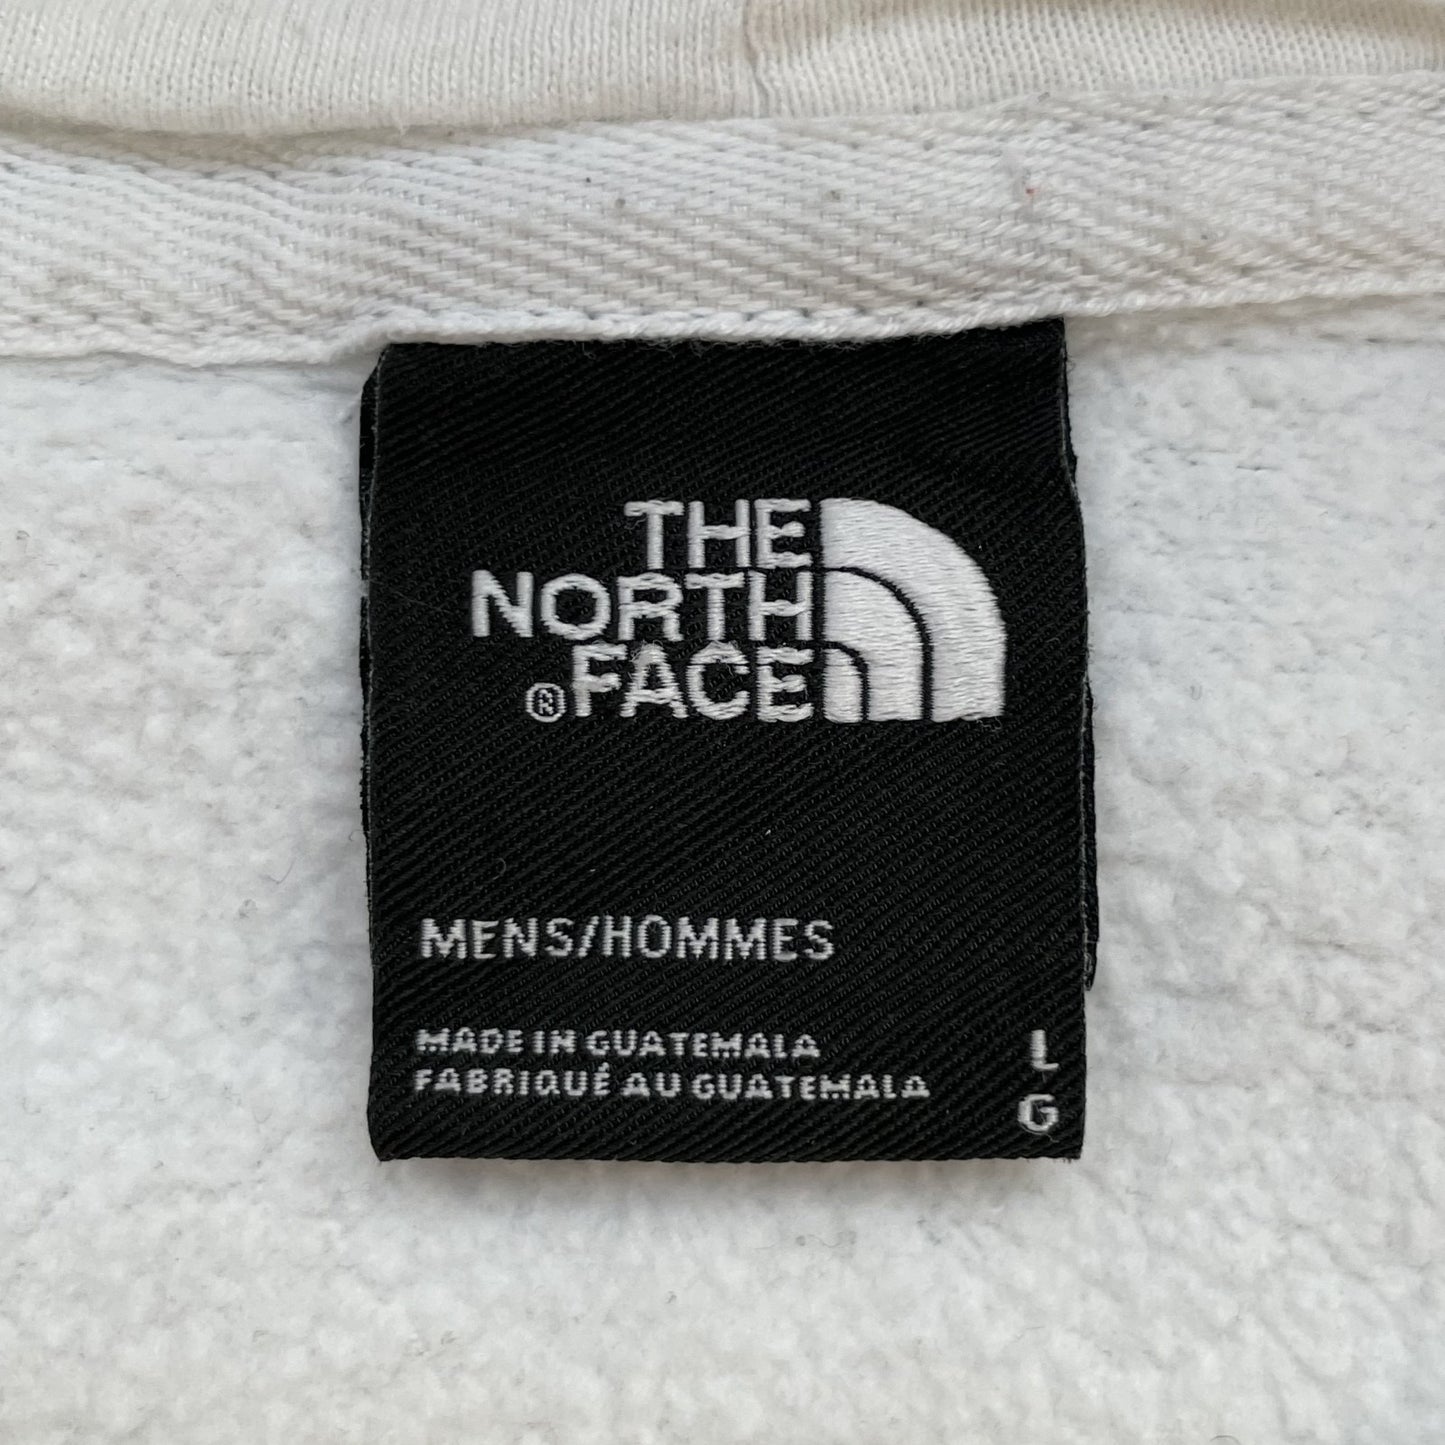 THE
NORTH
®FACE
MENS/HOMMES
MADE IN GUATEMALA
FABRIQUÉ AU GUATEMALA
L
G